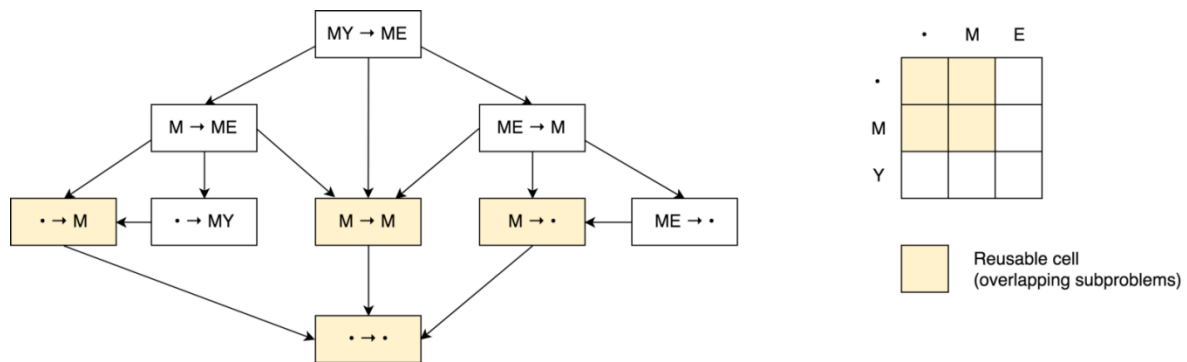 MY → ME
M → ME
ME → M
• → M
• → MY
M → M
M → •
ME → •
• → •
• M E
•
M
Y
Reusable cell
(overlapping subproblems)